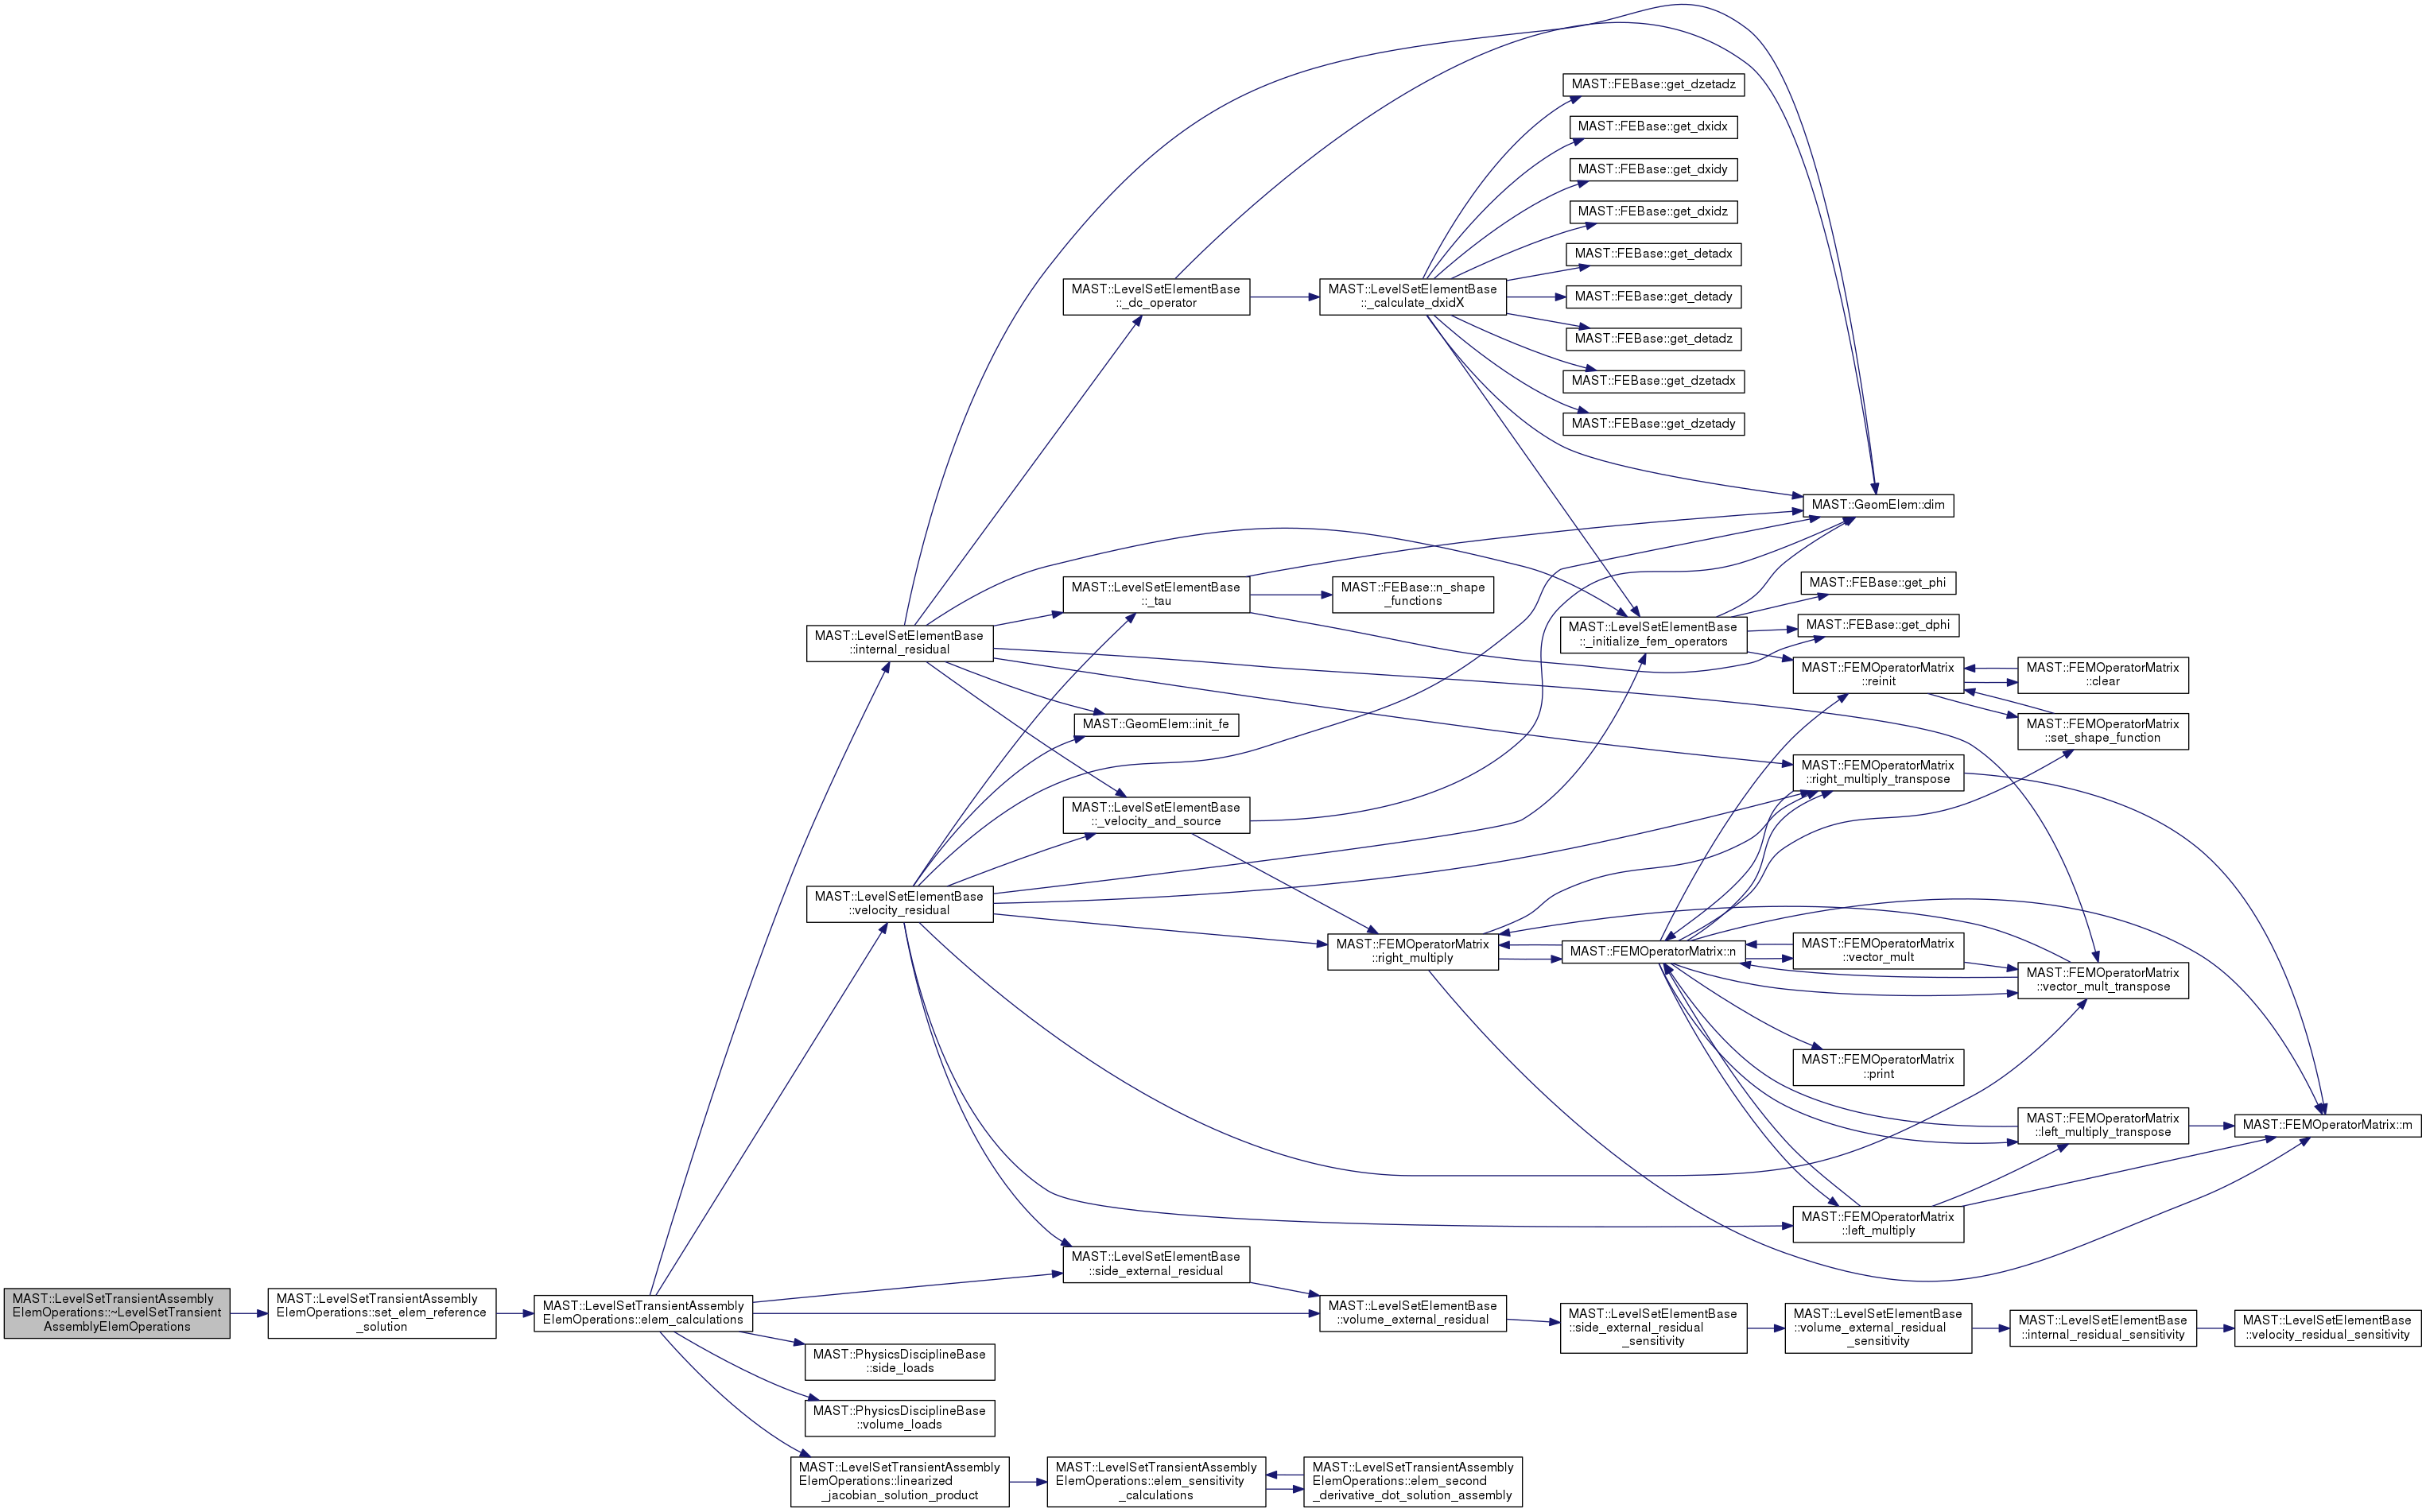 MAST::LevelSetTransientAssembly
ElemOperations::~LevelSetTransient
AssemblyElemOperations
MAST::LevelSetTransientAssembly
ElemOperations::set_elem_reference
_solution
MAST::LevelSetTransientAssembly
ElemOperations::elem_calculations
MAST::LevelSetElementBase
::internal_residual
MAST::LevelSetElementBase
::velocity_residual
MAST::PhysicsDisciplineBase
::side_loads
MAST::PhysicsDisciplineBase
::volume_loads
MAST::LevelSetTransientAssembly
ElemOperations::linearized
_jacobian_solution_product
MAST::LevelSetElementBase
::_dc_operator
MAST::LevelSetElementBase
::_tau
MAST::GeomElem::init_fe
MAST::LevelSetElementBase
::_velocity_and_source
MAST::LevelSetElementBase
::side_external_residual
MAST::LevelSetTransientAssembly
ElemOperations::elem_sensitivity
_calculations
MAST::LevelSetElementBase
::_calculate_dxidX
MAST::FEBase::n_shape
_functions
MAST::FEMOperatorMatrix
::right_multiply
MAST::LevelSetElementBase
::volume_external_residual
MAST::LevelSetTransientAssembly
ElemOperations::elem_second
_derivative_dot_solution_assembly
MAST::FEBase::get_dzetadz
MAST::FEBase::get_dxidx
MAST::FEBase::get_dxidy
MAST::FEBase::get_dxidz
MAST::FEBase::get_detadx
MAST::FEBase::get_detady
MAST::FEBase::get_detadz
MAST::FEBase::get_dzetadx
MAST::FEBase::get_dzetady
MAST::LevelSetElementBase
::_initialize_fem_operators
MAST::FEMOperatorMatrix::n
MAST::LevelSetElementBase
::side_external_residual
_sensitivity
MAST::GeomElem::dim
MAST::FEBase::get_phi
MAST::FEBase::get_dphi
MAST::FEMOperatorMatrix
::reinit
MAST::FEMOperatorMatrix
::right_multiply_transpose
MAST::FEMOperatorMatrix
::vector_mult
MAST::FEMOperatorMatrix
::print
MAST::FEMOperatorMatrix
::left_multiply
MAST::LevelSetElementBase
::volume_external_residual
_sensitivity
MAST::FEMOperatorMatrix
::clear
MAST::FEMOperatorMatrix
::set_shape_function
MAST::FEMOperatorMatrix
::vector_mult_transpose
MAST::FEMOperatorMatrix
::left_multiply_transpose
MAST::LevelSetElementBase
::internal_residual_sensitivity
MAST::FEMOperatorMatrix::m
MAST::LevelSetElementBase
::velocity_residual_sensitivity